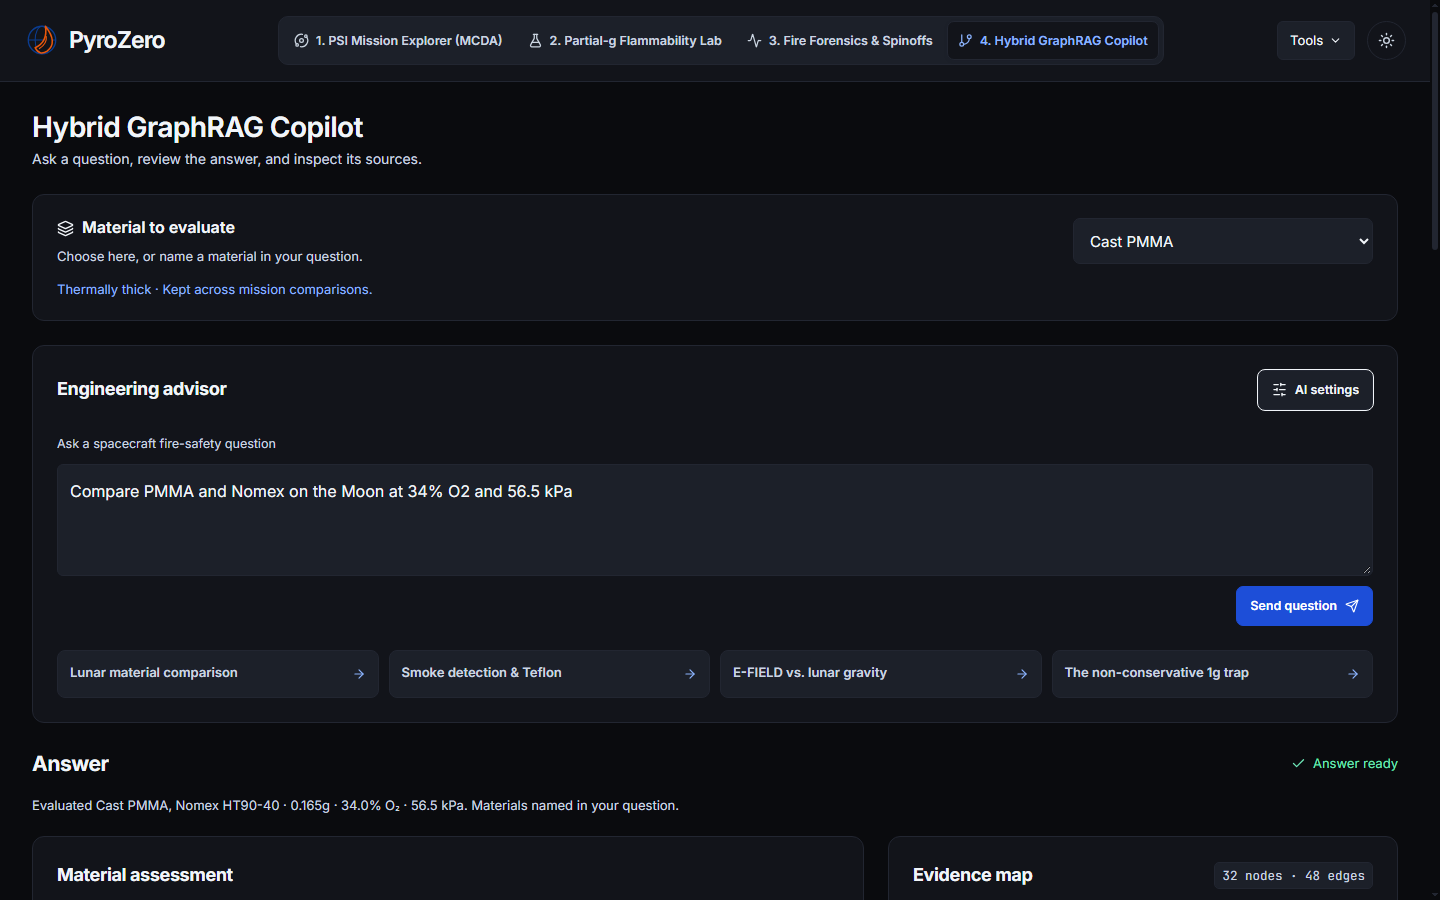 PyroZero
1. PSI Mission Explorer (MCDA)
2. Partial-g Flammability Lab
3. Fire Forensics & Spinoffs
4. Hybrid GraphRAG Copilot
Tools
Hybrid GraphRAG Copilot
Ask a question, review the answer, and inspect its sources.
Material to evaluate
Choose here, or name a material in your question.
Thermally thick · Kept across mission comparisons.
Cast PMMA
Engineering advisor
AI settings
Ask a spacecraft fire-safety question
Compare PMMA and Nomex on the Moon at 34% O2 and 56.5 kPa
Send question
Lunar material comparison
Smoke detection & Teflon
E-FIELD vs. lunar gravity
The non-conservative 1g trap
Answer
Answer ready
Evaluated Cast PMMA, Nomex HT90-40 · 0.165g · 34.0% O₂ · 56.5 kPa. Materials named in your question.
Material assessment
Evidence map
32 nodes · 48 edges